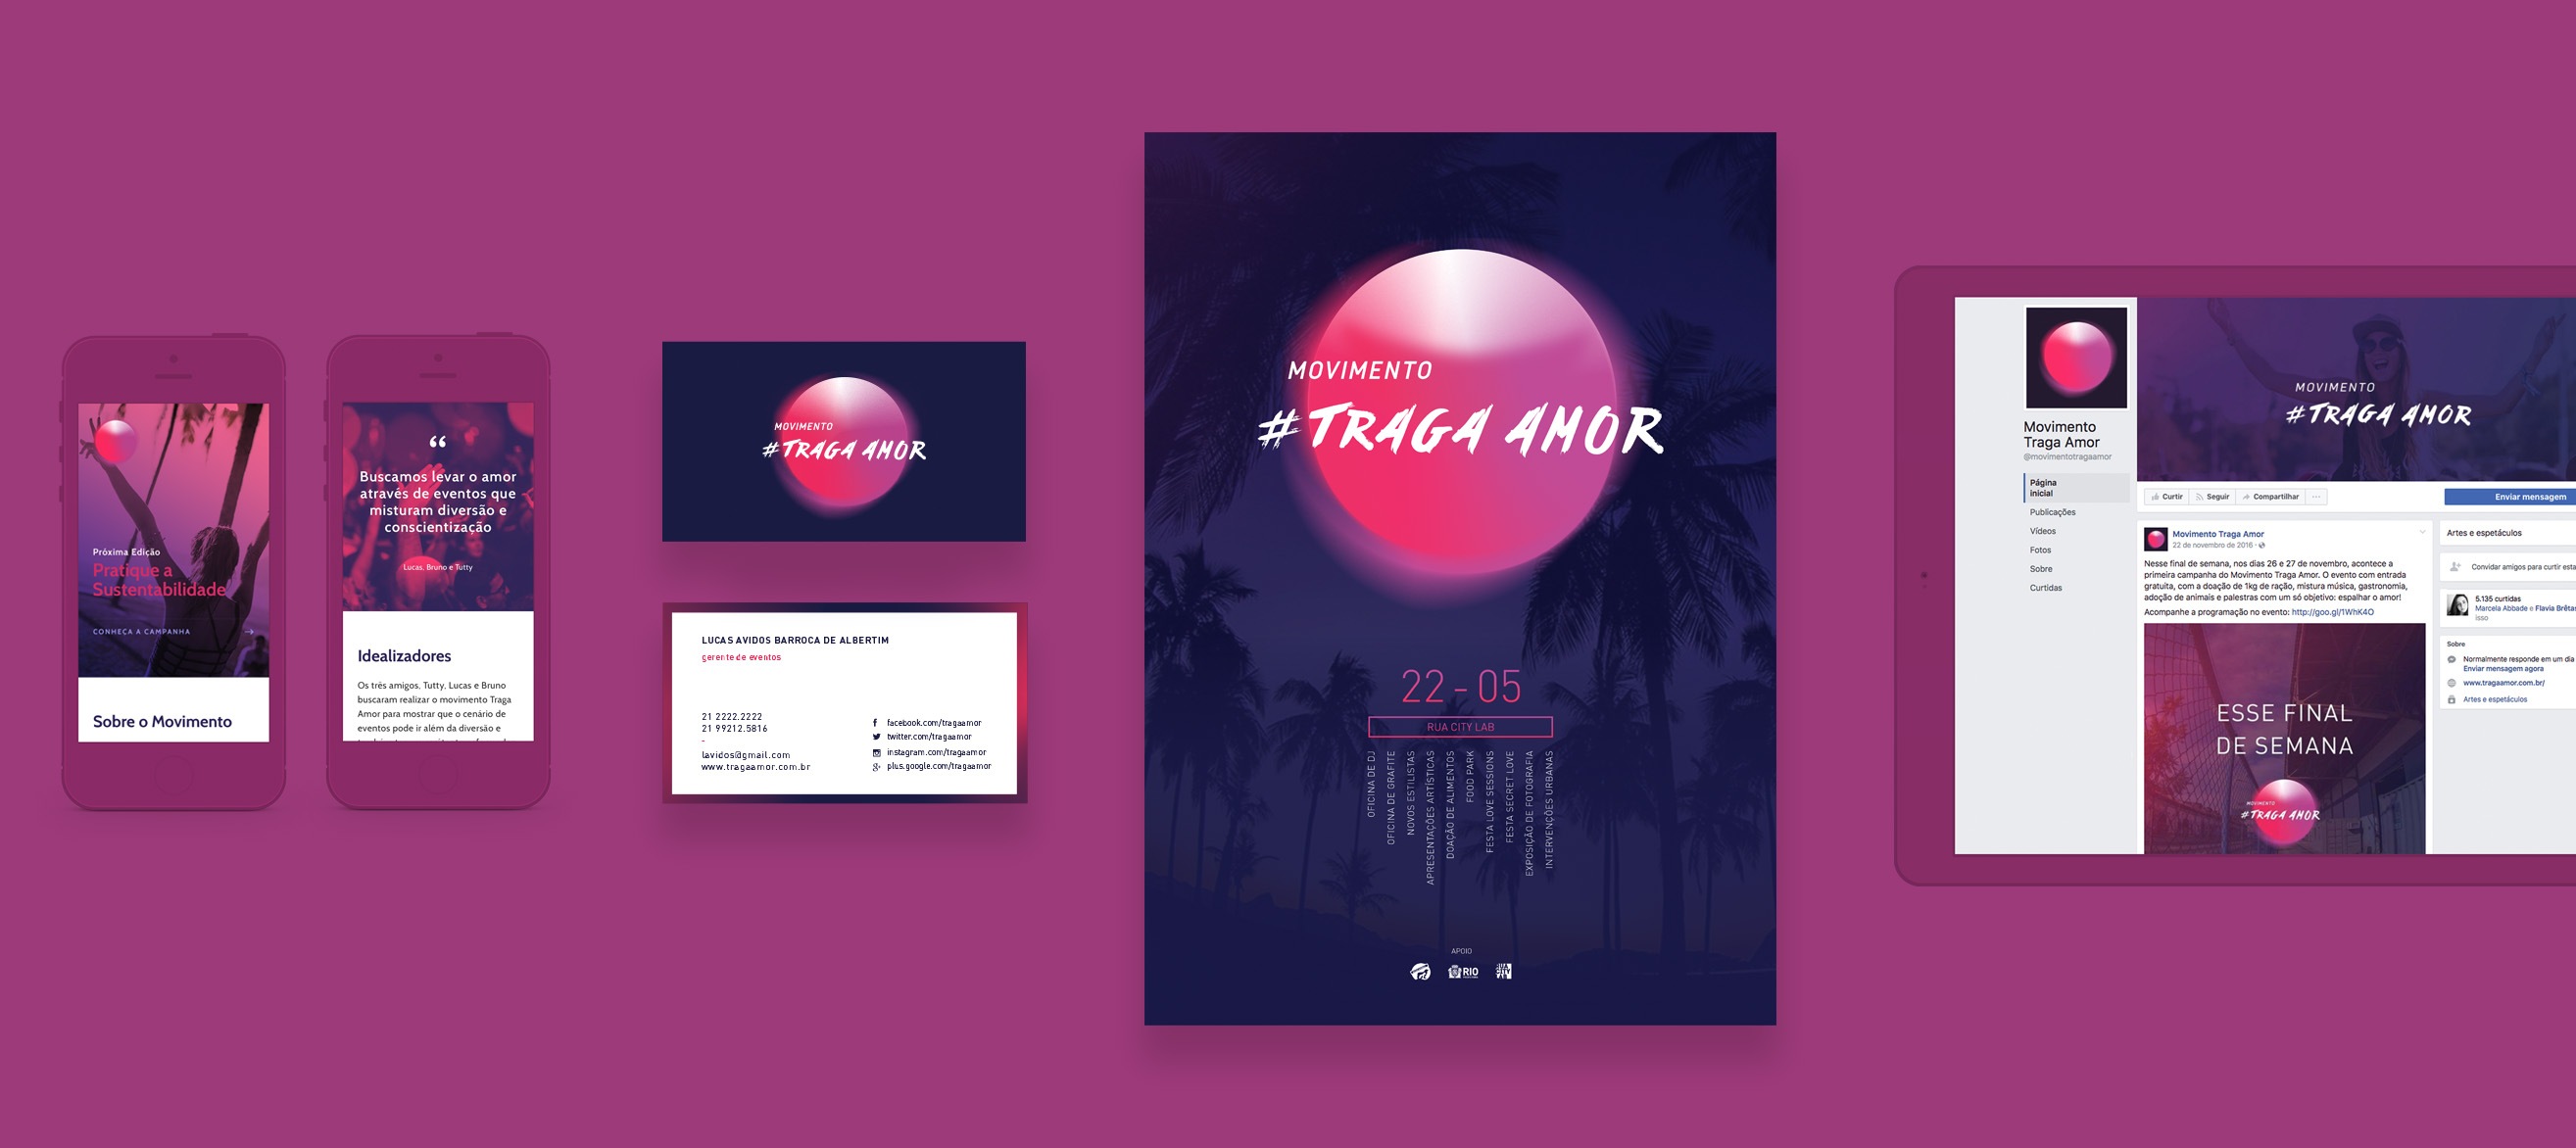 Próxima Edição
Pratique a
Sustentabilidade
CONHEÇA A CAMPANHA
Sobre o Movimento
“
Buscamos levar o amor
através de eventos que
misturam diversão e
conscientização
Lucas, Bruno e Tutty
Idealizadores
Os três amigos, Tutty, Lucas e Bruno
buscaram realizar o movimento Traga
Amor para mostrar que o cenário de
eventos pode ir além da diversão e
MOVIMENTO
#TRAGA AMOR
LUCAS AVIDOS BARROCA DE ALBERTIM
gerente de eventos
21 2222.2222
21 99212.5816
-
lavidos@gmail.com
www.tragaamor.com.br
facebook.com/tragaamor
twitter.com/tragaamor
instagram.com/tragaamor
plus.google.com/tragaamor
MOVIMENTO
#TRAGA AMOR
22-05
RUA CITY LAB
OFICINA DE DJ
OFICINA DE GRAFITE
NOVOS ESTILISTAS
APRESENTAÇÕES ARTÍSTICAS
DOAÇÃO DE ALIMENTOS
FOOD PARK
FESTA LOVE SESSIONS
FESTA SECRET LOVE
EXPOSIÇÃO DE FOTOGRAFIA
INTERVENÇÕES URBANAS
APOIO
RIO
RUA CITY LAB
Movimento
Traga Amor
@movimentotragaamor
Página
inicial
Publicações
Vídeos
Fotos
Sobre
Curtidas
MOVIMENTO
#TRAGA AMOR
Curtir Seguir Compartilhar ···
Enviar mensagem
Movimento Traga Amor
22 de novembro de 2016 ·
Nesse final de semana, nos dias 26 e 27 de novembro, acontece a
primeira campanha do Movimento Traga Amor. O evento com entrada
gratuita, com a doação de 1kg de ração, mistura música, gastronomia,
adoção de animais e palestras com um só objetivo: espalhar o amor!
Acompanhe a programação no evento: http://goo.gl/1WhK4O
ESSE FINAL
DE SEMANA
MOVIMENTO
#TRAGA AMOR
Artes e espetáculos
Convidar amigos para curtir esta
5.135 curtidas
Marcela Abbade e Flavia Brêtas
isso
Sobre
Normalmente responde em um dia
Enviar mensagem agora
www.tragaamor.com.br/
Artes e espetáculos